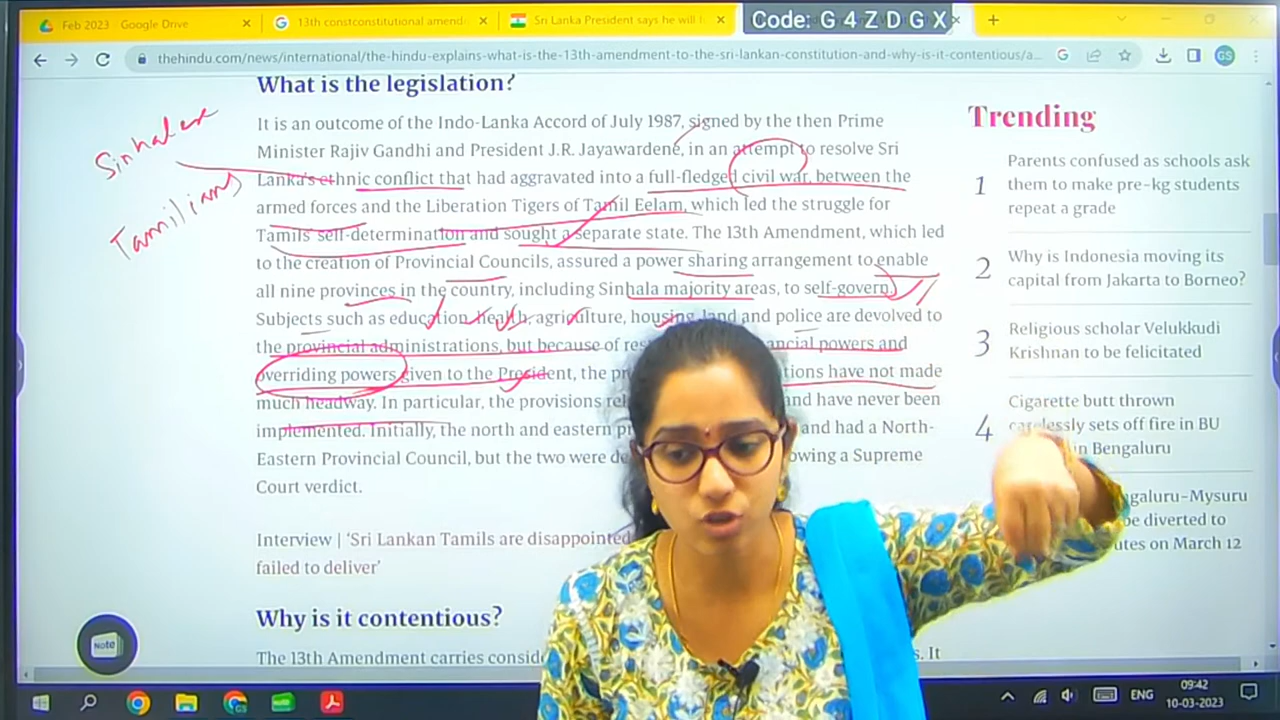 Feb 2023 Google Drive
13th constconstitutional amend
Sri Lanka President says he will
Code: G 4 Z D G X
thehindu.com/news/international/the-hindu-explains-what-is-the-13th-amendment-to-the-sri-lankan-constitution-and-why-is-it-contentious/a...
GS
What is the legislation?
It is an outcome of the Indo-Lanka Accord of July 1987, signed by the then Prime
Minister Rajiv Gandhi and President J.R. Jayawardene, in an attempt to resolve Sri
Lanka's ethnic conflict that had aggravated into a full-fledged civil war, between the
armed forces and the Liberation Tigers of Tamil Eelam, which led the struggle for
Tamils' self-determination and sought a separate state. The 13th Amendment, which led
to the creation of Provincial Councils, assured a power sharing arrangement to enable
all nine provinces in the country, including Sinhala majority areas, to self-govern.
Subjects such as education, health, agriculture, housing, land and police are devolved to
the provincial administrations, but because of res ancial powers and
overriding powers given to the President, the pr tions have not made
much headway. In particular, the provisions rel and have never been
implemented. Initially, the north and eastern p and had a North-
Eastern Provincial Council, but the two were de owing a Supreme
Court verdict.
Interview | 'Sri Lankan Tamils are disappointed
failed to deliver'
Why is it contentious?
The 13th Amendment carries consid s. It
Sinhalese
Tamilians
Trending
1 Parents confused as schools ask
them to make pre-kg students
repeat a grade
2 Why is Indonesia moving its
capital from Jakarta to Borneo?
3 Religious scholar Velukkudi
Krishnan to be felicitated
4 Cigarette butt thrown
carelessly sets off fire in BU
in Bengaluru
galuru-Mysuru
be diverted to
utes on March 12
Note
ENG
09:42
10-03-2023